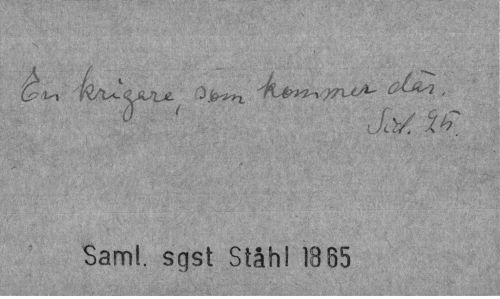 En krigare, som kommer där.
Sid. 25.
Saml. sgst Ståhl 1865